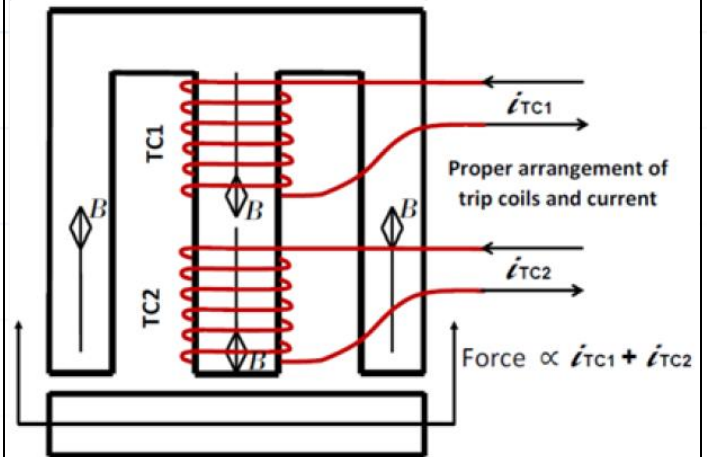 iTC1
TC1
Proper arrangement of
trip coils and current
B
B
B
iTC2
TC2
B
Force ∝ iTC1 + iTC2